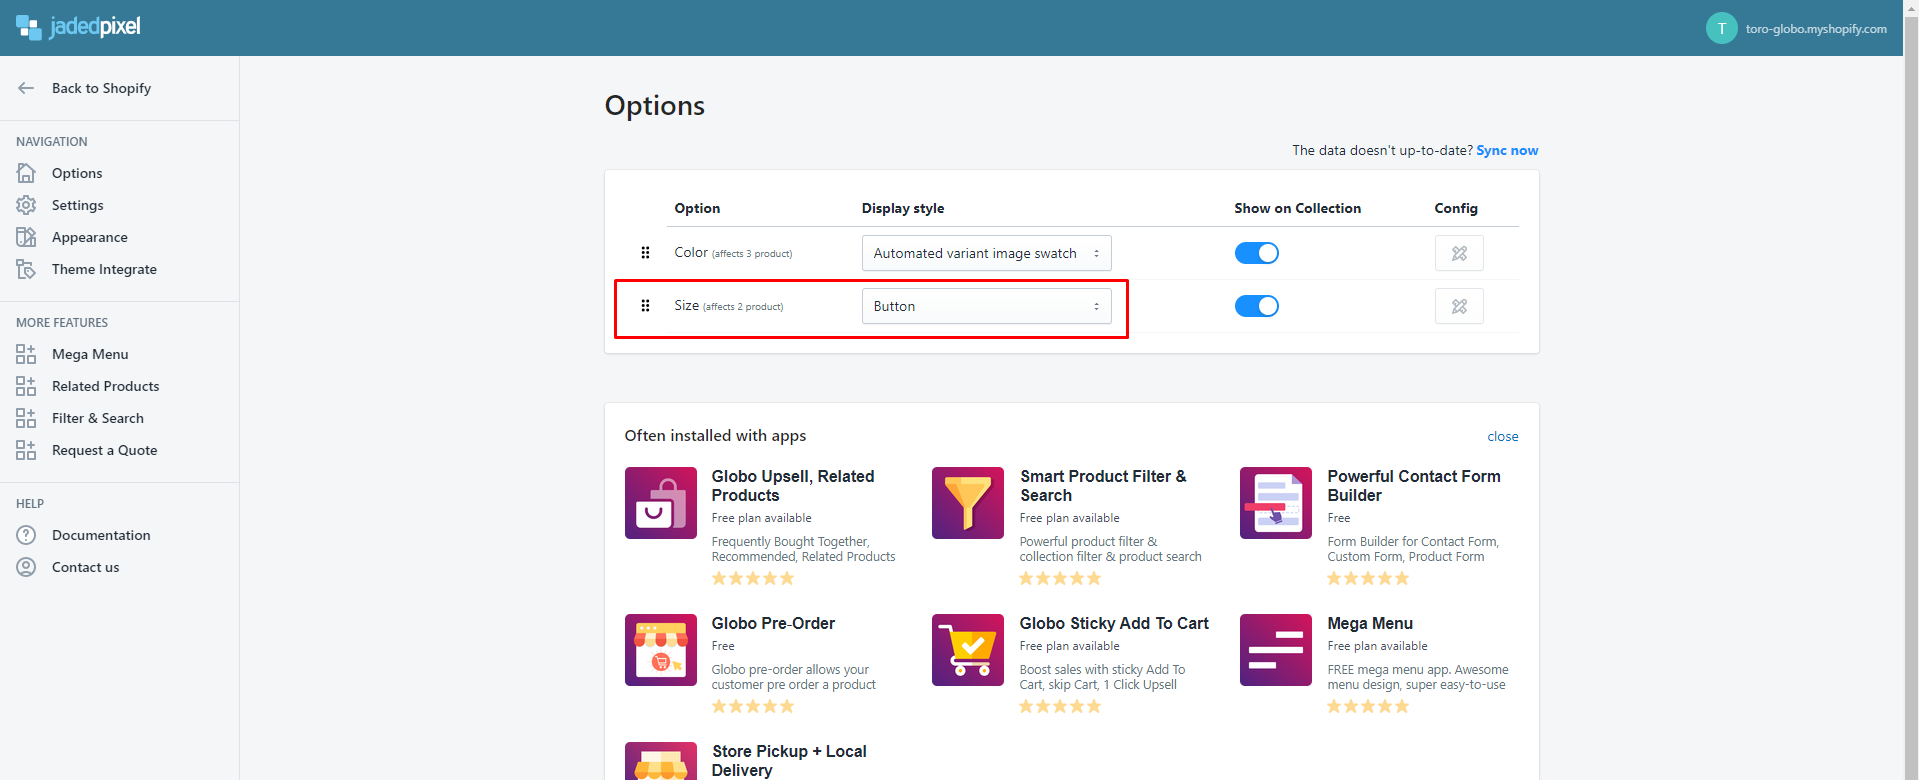 jadedpixel
T toro-globo.myshopify.com
Back to Shopify
NAVIGATION
Options
Settings
Appearance
Theme Integrate
MORE FEATURES
Mega Menu
Related Products
Filter & Search
Request a Quote
HELP
Documentation
Contact us
Options
The data doesn't up-to-date? Sync now
Option Display style Show on Collection Config
Color (affects 3 product) Automated variant image swatch
Size (affects 2 product) Button
Often installed with apps close
Globo Upsell, Related
Products
Free plan available
Frequently Bought Together,
Recommended, Related Products
Smart Product Filter &
Search
Free plan available
Powerful product filter &
collection filter & product search
Powerful Contact Form
Builder
Free
Form Builder for Contact Form,
Custom Form, Product Form
Globo Pre-Order
Free
Globo pre-order allows your
customer pre order a product
Globo Sticky Add To Cart
Free plan available
Boost sales with sticky Add To
Cart, skip Cart, 1 Click Upsell
Mega Menu
Free plan available
FREE mega menu app. Awesome
menu design, super easy-to-use
Store Pickup + Local
Delivery